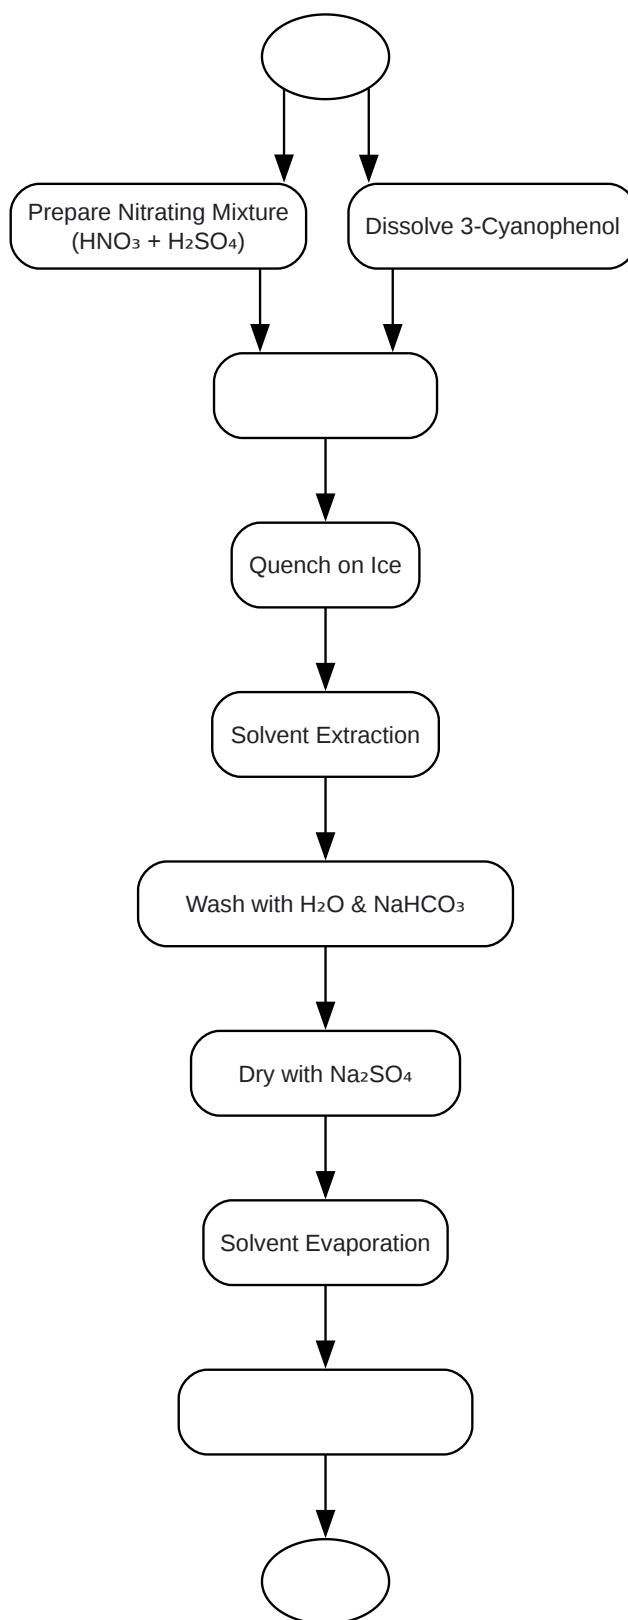 Prepare Nitrating Mixture
(HNO₃ + H₂SO₄)
Dissolve 3-Cyanophenol
Quench on Ice
Solvent Extraction
Wash with H₂O & NaHCO₃
Dry with Na₂SO₄
Solvent Evaporation